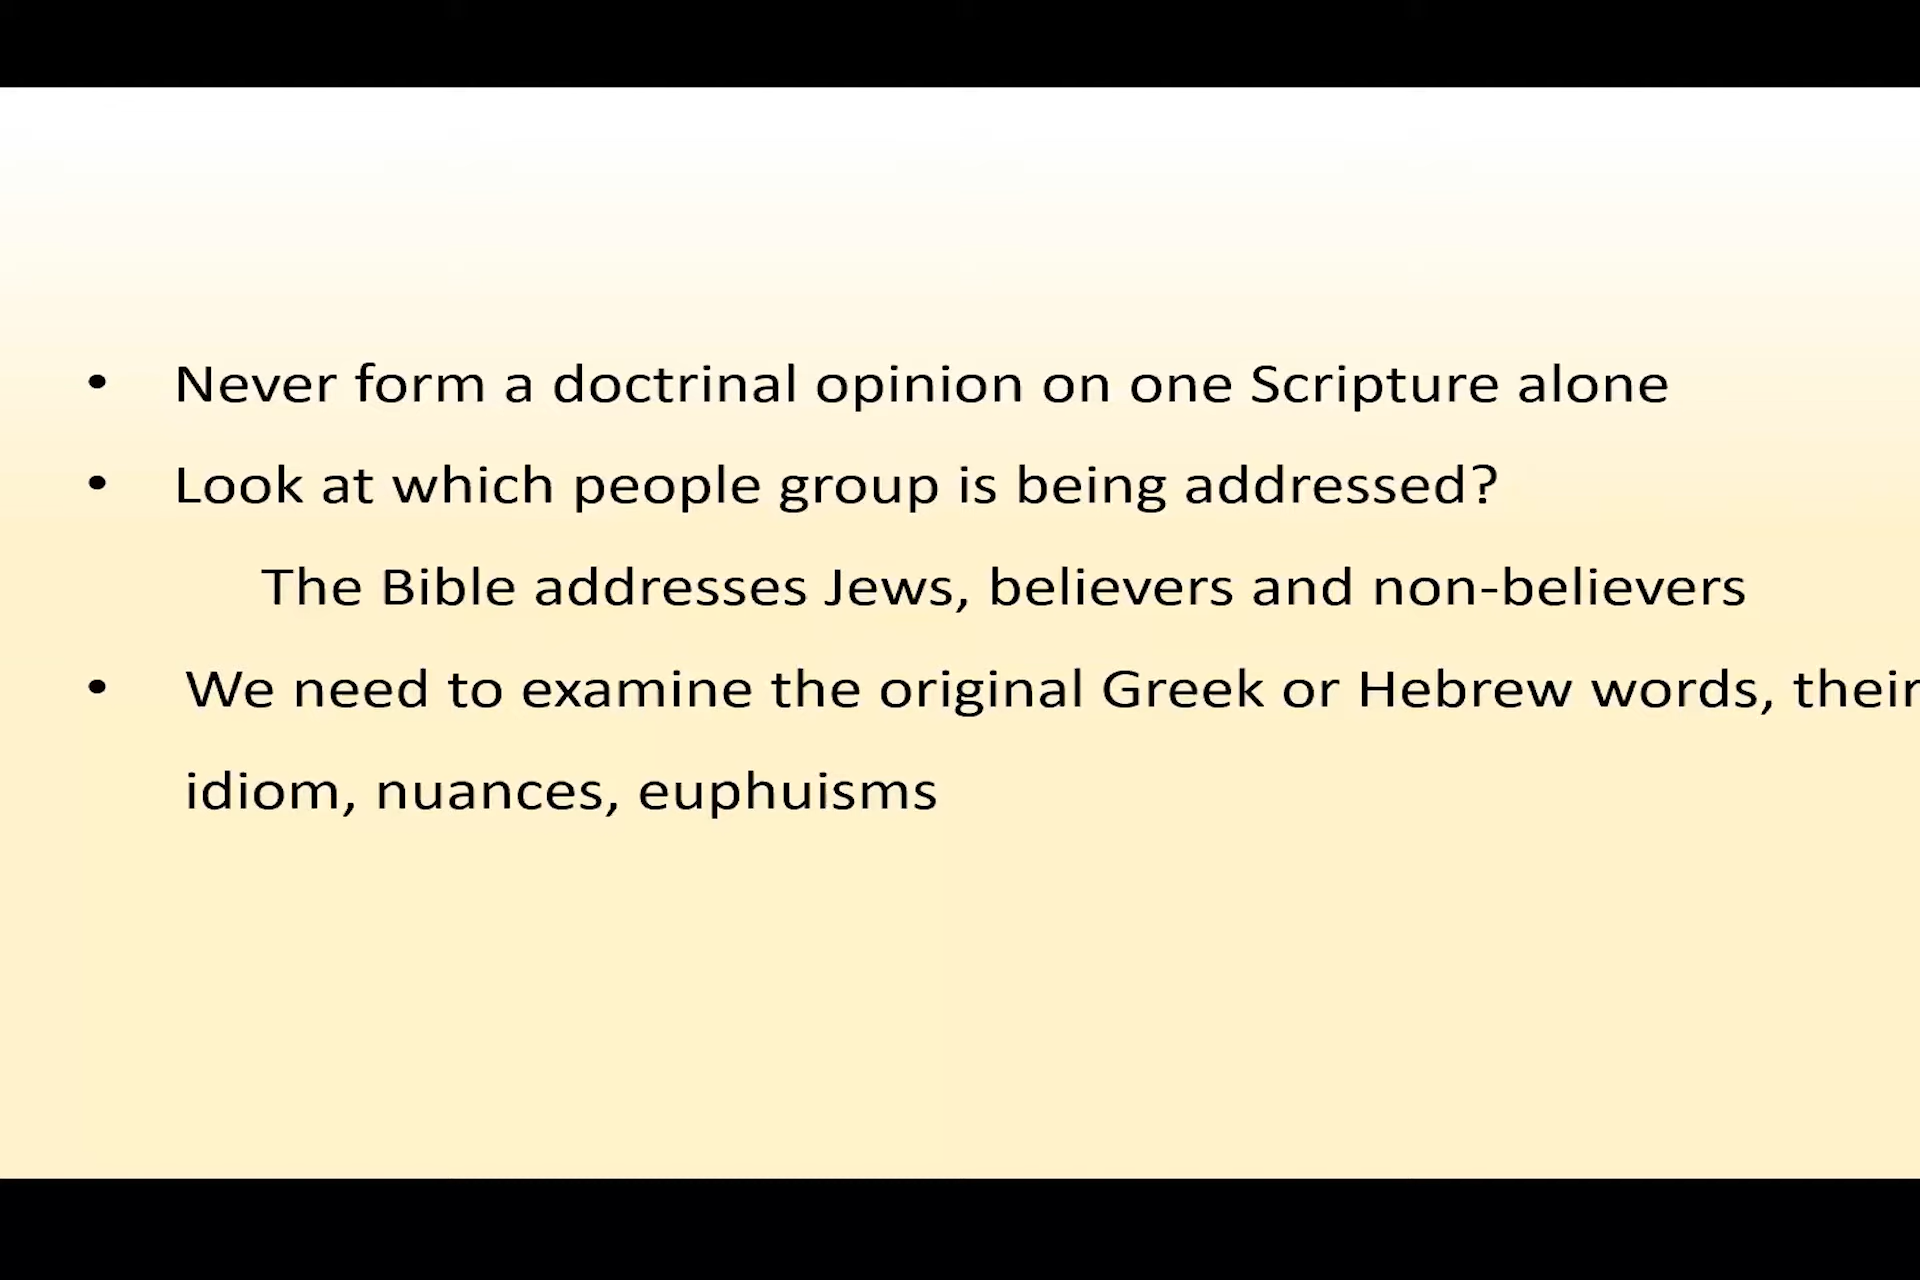 • Never form a doctrinal opinion on one Scripture alone
• Look at which people group is being addressed?
The Bible addresses Jews, believers and non-believers
• We need to examine the original Greek or Hebrew words, their
idiom, nuances, euphuisms